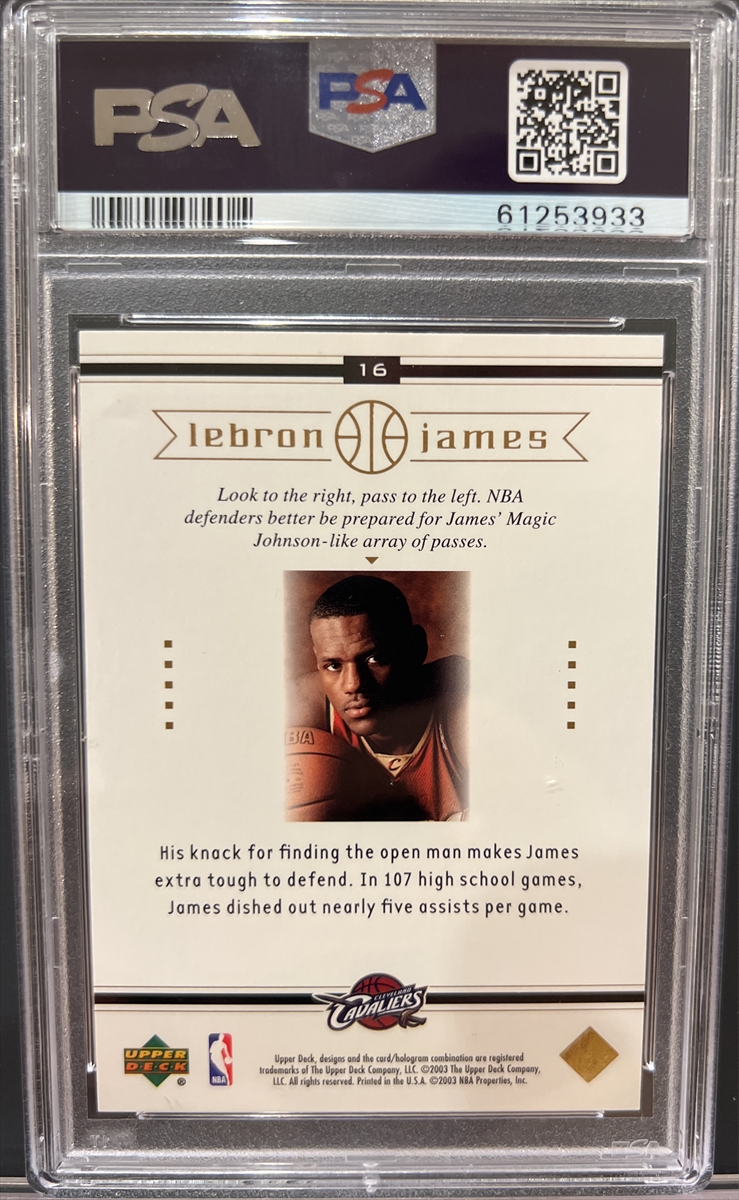 PSA
PSA
61253933
16
lebron james
Look to the right, pass to the left. NBA
defenders better be prepared for James' Magic
Johnson-like array of passes.
BA
C
His knack for finding the open man makes James
extra tough to defend. In 107 high school games,
James dished out nearly five assists per game.
CLEVELAND
CAVALIERS
UPPER
DECK
®
NBA
Upper Deck, designs and the card/hologram combination are registered
trademarks of The Upper Deck Company, LLC. ©2003 The Upper Deck Company,
LLC. All rights reserved. Printed in the U.S.A. ©2003 NBA Properties, Inc.
PSA